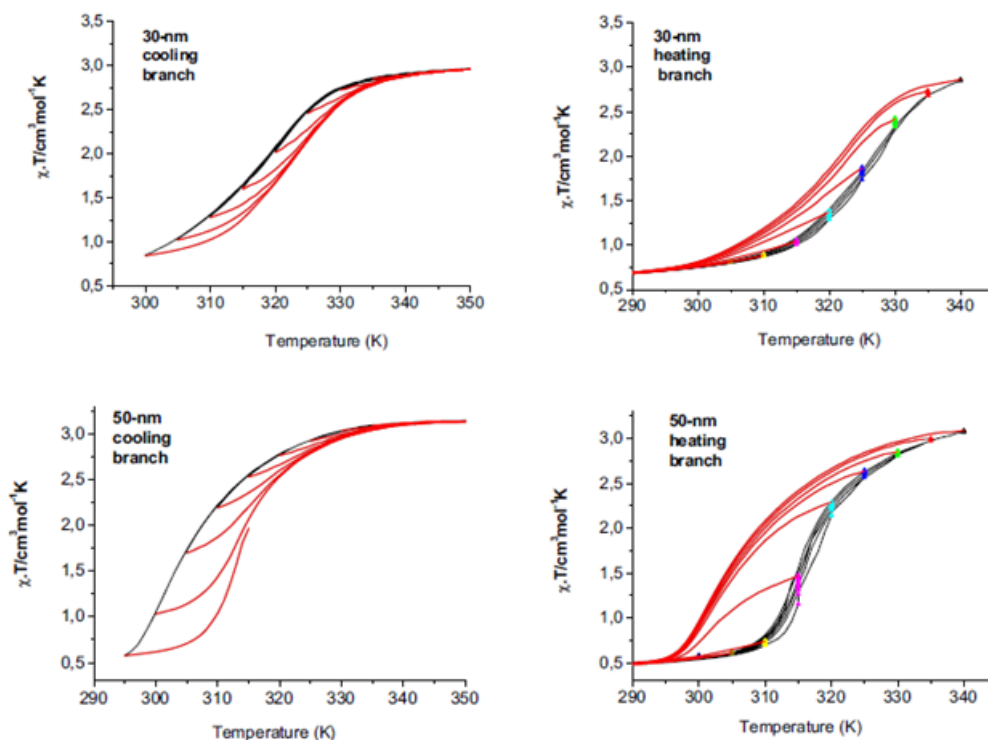 3,5
3,0
2,5
2,0
1,5
1,0
0,5
χ.T/cm³mol⁻¹K
30-nm
cooling
branch
300 310 320 330 340 350
Temperature (K)
3,5
3,0
2,5
2,0
1,5
1,0
0,5
χ.T/cm³mol⁻¹K
30-nm
heating
branch
290 300 310 320 330 340
Temperature (K)
3,0
2,5
2,0
1,5
1,0
0,5
χ.T/cm³mol⁻¹K
50-nm
cooling
branch
290 300 310 320 330 340 350
Temperature (K)
3,0
2,5
2,0
1,5
1,0
0,5
χ.T/cm³mol⁻¹K
50-nm
heating
branch
290 300 310 320 330 340
Temperature (K)